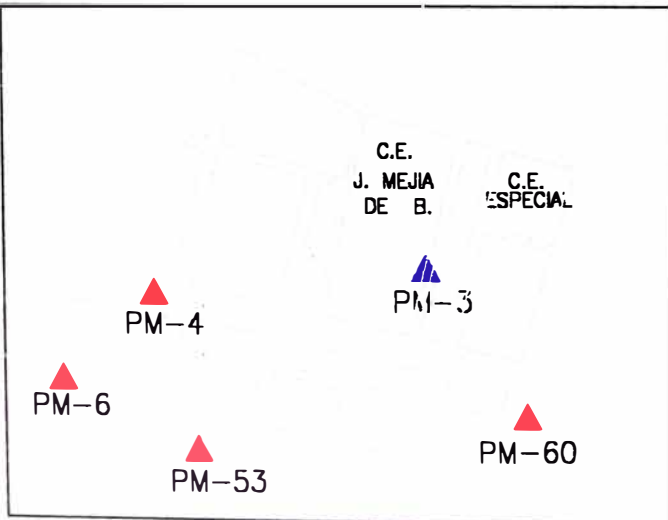 C.E.
J. MEJIA
DE B.
C.E.
ESPECIAL
PM-3
PM-4
PM-6
PM-60
PM-53